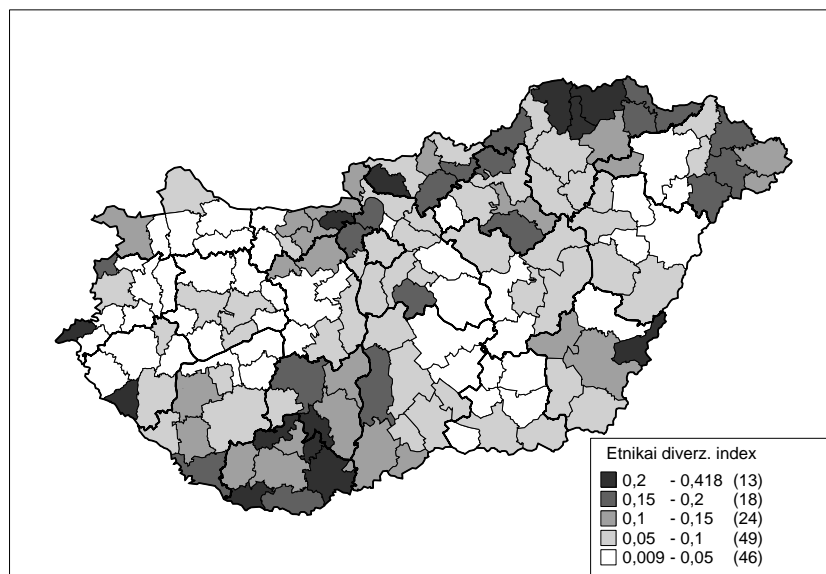 Etnikai diverz. index
0,2 - 0,418 (13)
0,15 - 0,2 (18)
0,1 - 0,15 (24)
0,05 - 0,1 (49)
0,009 - 0,05 (46)